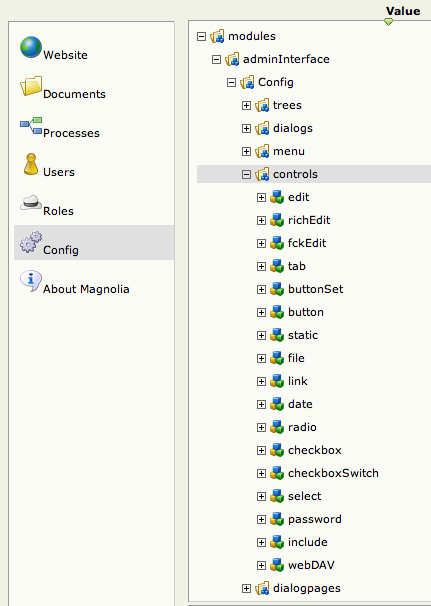 Value
Website
Documents
Processes
Users
Roles
Config
About Magnolia
modules
adminInterface
Config
trees
dialogs
menu
controls
edit
richEdit
fckEdit
tab
buttonSet
button
static
file
link
date
radio
checkbox
checkboxSwitch
select
password
include
webDAV
dialogpages